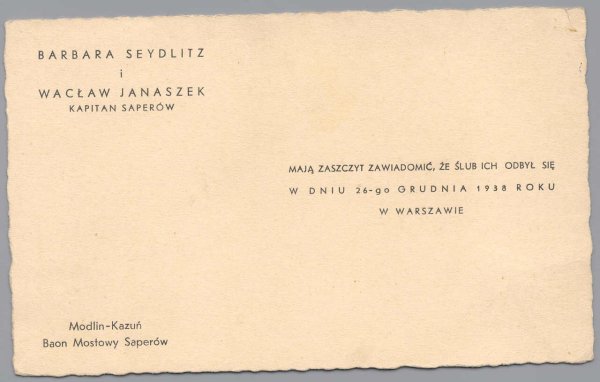 BARBARA SEYDLITZ
i
WACŁAW JANASZEK
KAPITAN SAPERÓW
MAJĄ ZASZCZYT ZAWIADOMIĆ, ŻE ŚLUB ICH ODBYŁ SIĘ
W DNIU 26-go GRUDNIA 1938 ROKU
W WARSZAWIE
Modlin-Kazuń
Baon Mostowy Saperów